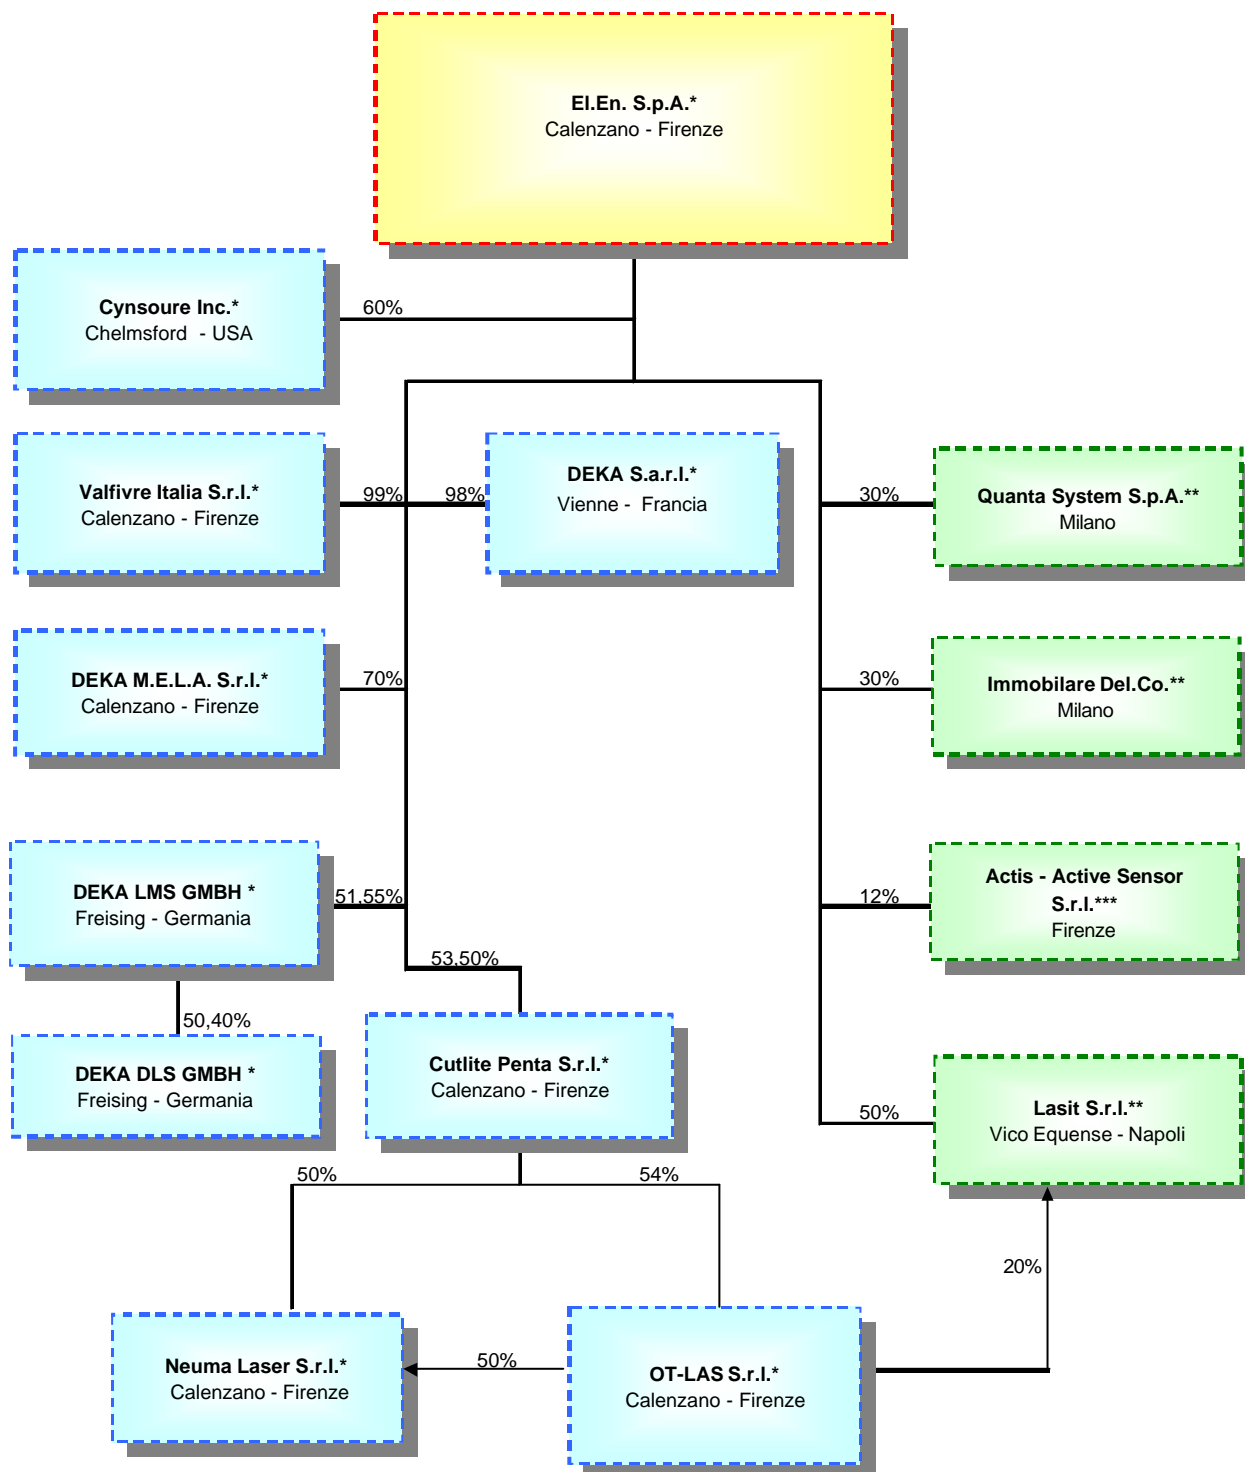 El.En. S.p.A.*
Calenzano - Firenze
Cynsoure Inc.*
Chelmsford - USA
60%
Valfivre Italia S.r.l.*
Calenzano - Firenze
99%
98%
DEKA S.a.r.l.*
Vienne - Francia
30%
Quanta System S.p.A.**
Milano
DEKA M.E.L.A. S.r.l.*
Calenzano - Firenze
70%
30%
Immobilare Del.Co.**
Milano
DEKA LMS GMBH *
Freising - Germania
51,55%
12%
Actis - Active Sensor
S.r.l.***
Firenze
53,50%
50,40%
DEKA DLS GMBH *
Freising - Germania
Cutlite Penta S.r.l.*
Calenzano - Firenze
50%
Lasit S.r.l.**
Vico Equense - Napoli
50%
54%
20%
Neuma Laser S.r.l.*
Calenzano - Firenze
50%
OT-LAS S.r.l.*
Calenzano - Firenze